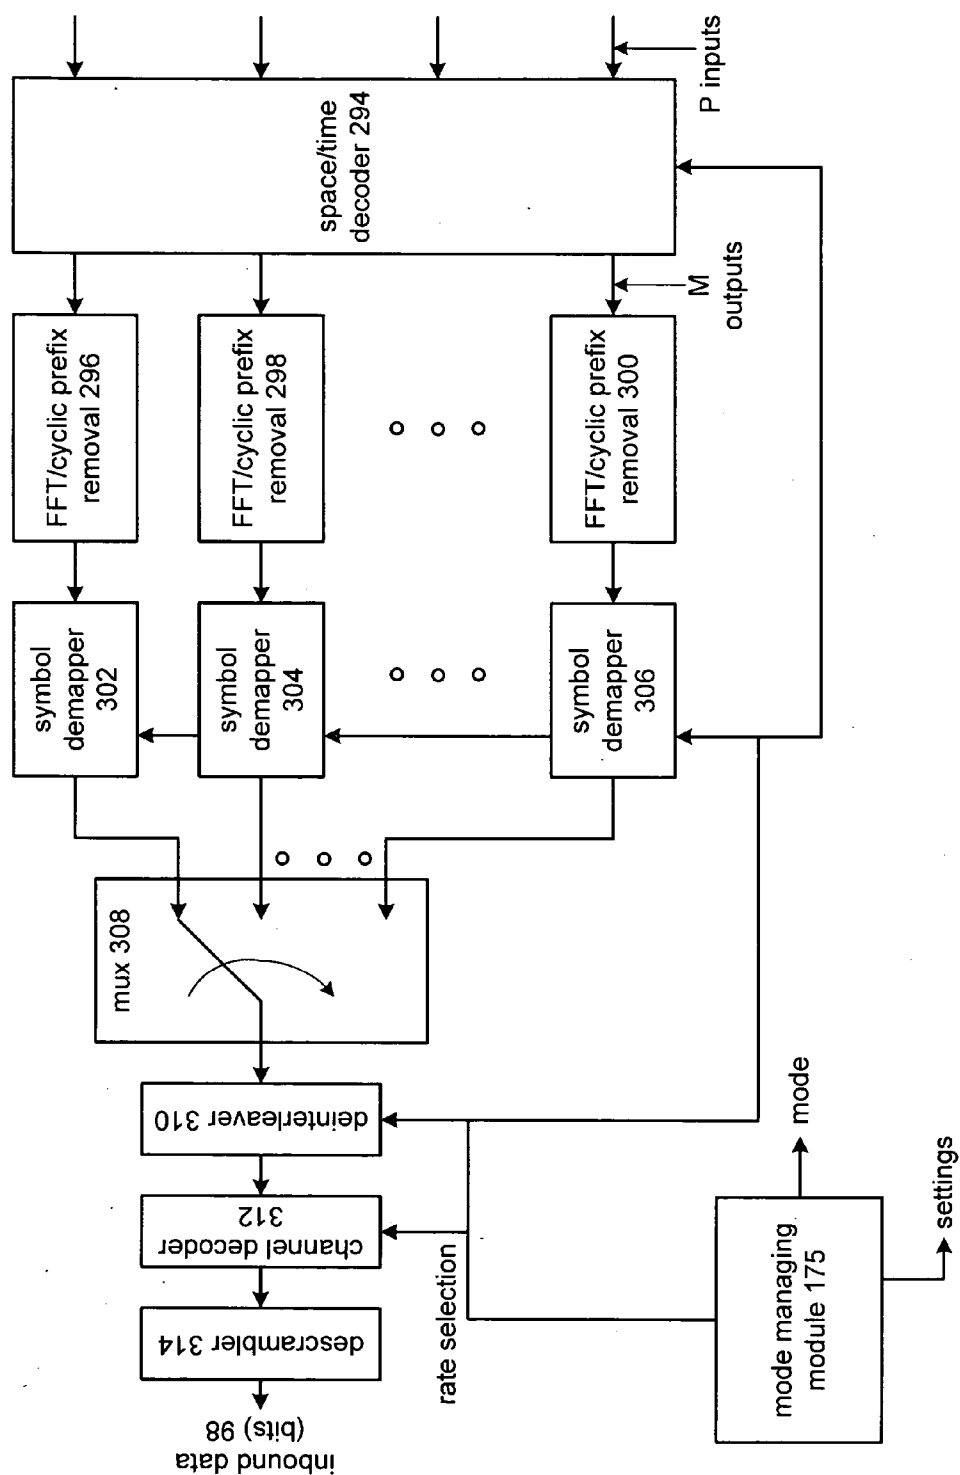 P inputs
space/time
decoder 294
M
outputs
FFT/cyclic prefix
removal 296
FFT/cyclic prefix
removal 298
FFT/cyclic prefix
removal 300
symbol
demapper
302
symbol
demapper
304
symbol
demapper
306
mux 308
deinterleaver 310
channel decoder
312
descrambler 314
inbound data
(bits) 98
rate selection
mode managing
module 175
mode
settings